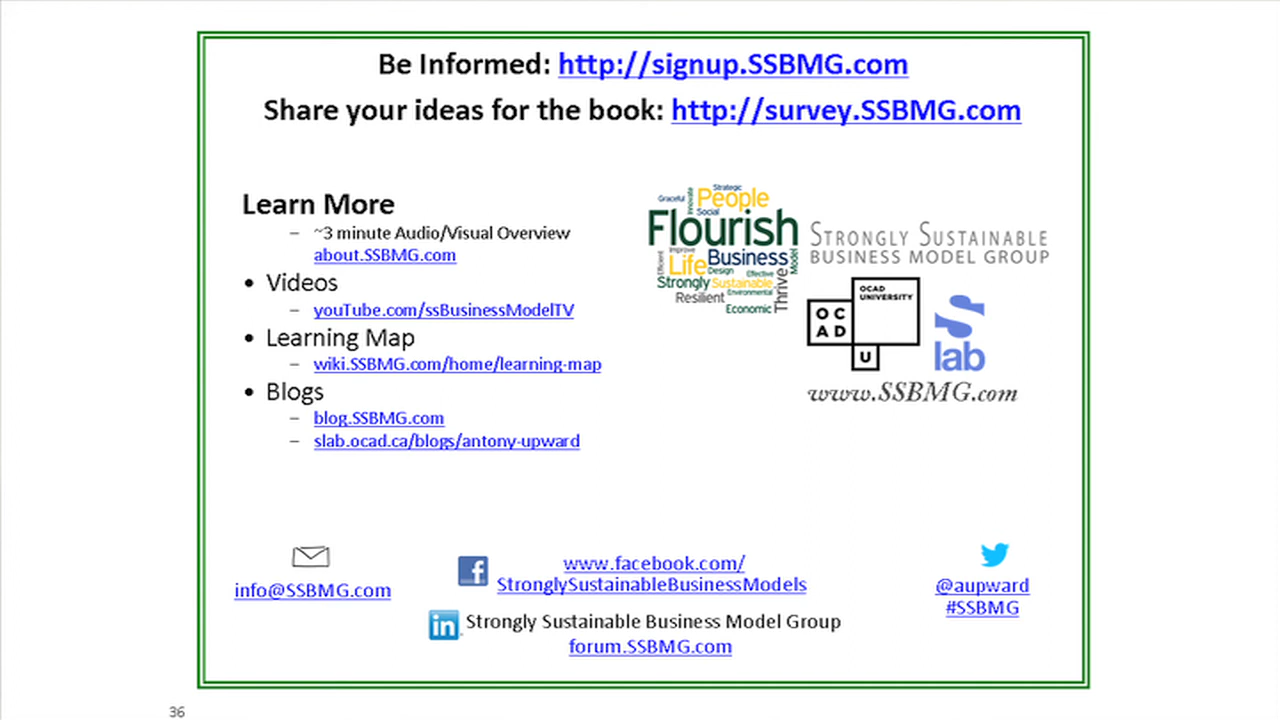 Be Informed: http://signup.SSBMG.com
Share your ideas for the book: http://survey.SSBMG.com
Learn More
– ~3 minute Audio/Visual Overview
about.SSBMG.com
• Videos
– youTube.com/ssBusinessModelTV
• Learning Map
– wiki.SSBMG.com/home/learning-map
• Blogs
– blog.SSBMG.com
– slab.ocad.ca/blogs/antony-upward
Strategic
Graceful
Innovate
People
Social
Flourish
Improve
Efficient
Life
Business
Model
Design
Effective
Strongly
Sustainable
Resilient
Environmental
Thrive
Economic
STRONGLY SUSTAINABLE
BUSINESS MODEL GROUP
OCAD
UNIVERSITY
OC
AD
U
S
lab
www.SSBMG.com
info@SSBMG.com
www.facebook.com/
StronglySustainableBusinessModels
@aupward
#SSBMG
in Strongly Sustainable Business Model Group
forum.SSBMG.com
36